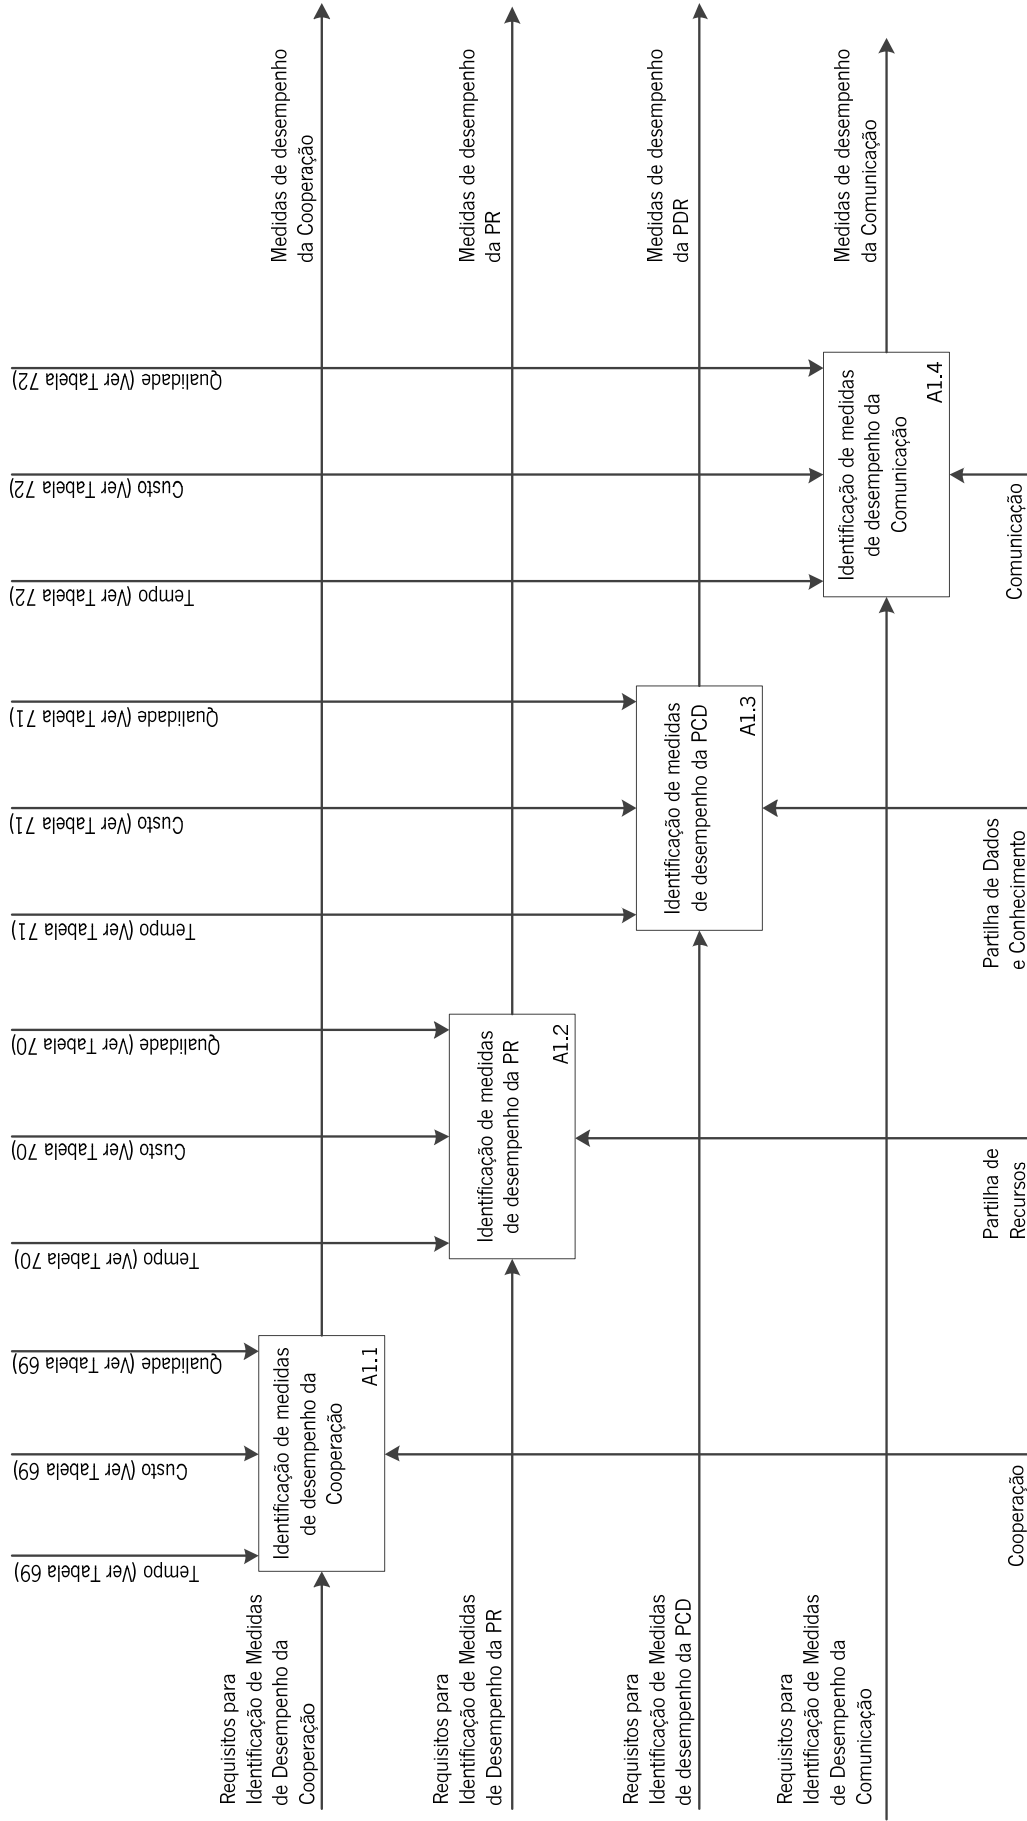 Tempo (Ver Tabela 69)
Custo (Ver Tabela 69)
Qualidade (Ver Tabela 69)
Tempo (Ver Tabela 70)
Custo (Ver Tabela 70)
Qualidade (Ver Tabela 70)
Tempo (Ver Tabela 71)
Custo (Ver Tabela 71)
Qualidade (Ver Tabela 71)
Tempo (Ver Tabela 72)
Custo (Ver Tabela 72)
Qualidade (Ver Tabela 72)
Requisitos para
Identificação de Medidas
de Desempenho da
Cooperação
Identificação de medidas
de desempenho da
Cooperação
A1.1
Medidas de desempenho
da Cooperação
Requisitos para
Identificação de Medidas
de Desempenho da PR
Identificação de medidas
de desempenho da PR
A1.2
Medidas de desempenho
da PR
Requisitos para
Identificação de Medidas
de desempenho da PCD
Identificação de medidas
de desempenho da PCD
A1.3
Medidas de desempenho
da PDR
Requisitos para
Identificação de Medidas
de Desempenho da
Comunicação
Identificação de medidas
de desempenho da
Comunicação
A1.4
Medidas de desempenho
da Comunicação
Cooperação
Partilha de
Recursos
Partilha de Dados
e Conhecimento
Comunicação